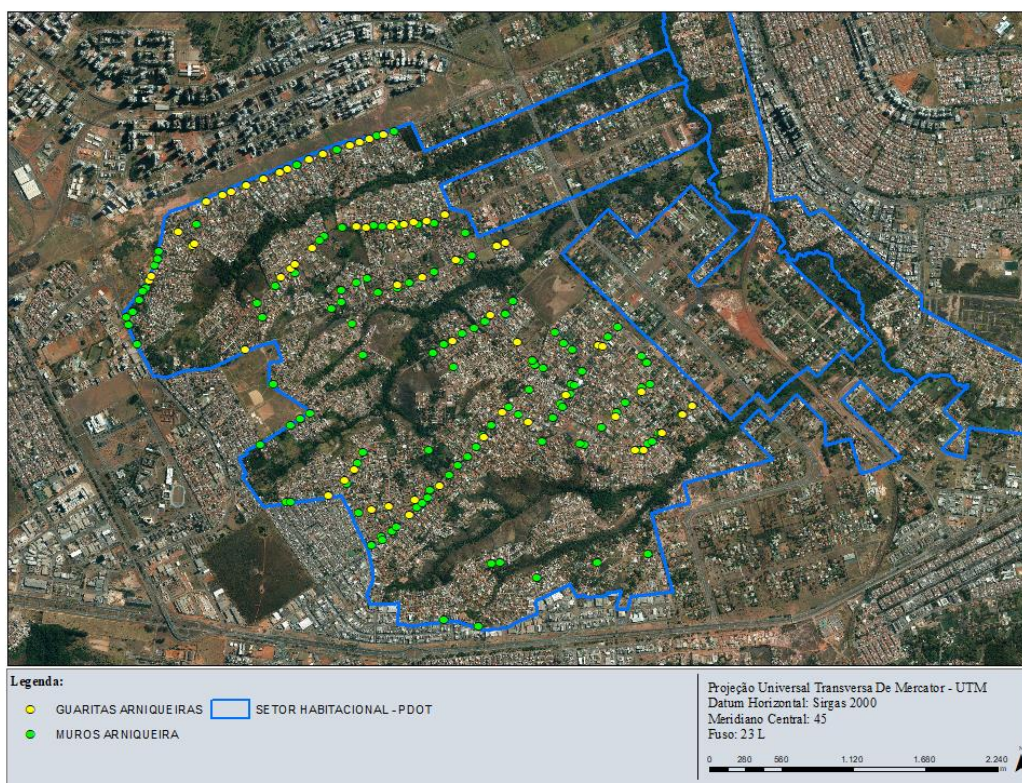 Legenda:
GUARITAS ARNIQUEIRAS
SETOR HABITACIONAL - PDOT
MUROS ARNIQUEIRA
Projeção Universal Transversa De Mercator - UTM
Datum Horizontal: Sirgas 2000
Meridiano Central: 45
Fuso: 23 L
0 280 560 1.120 1.680 2.240
m
N